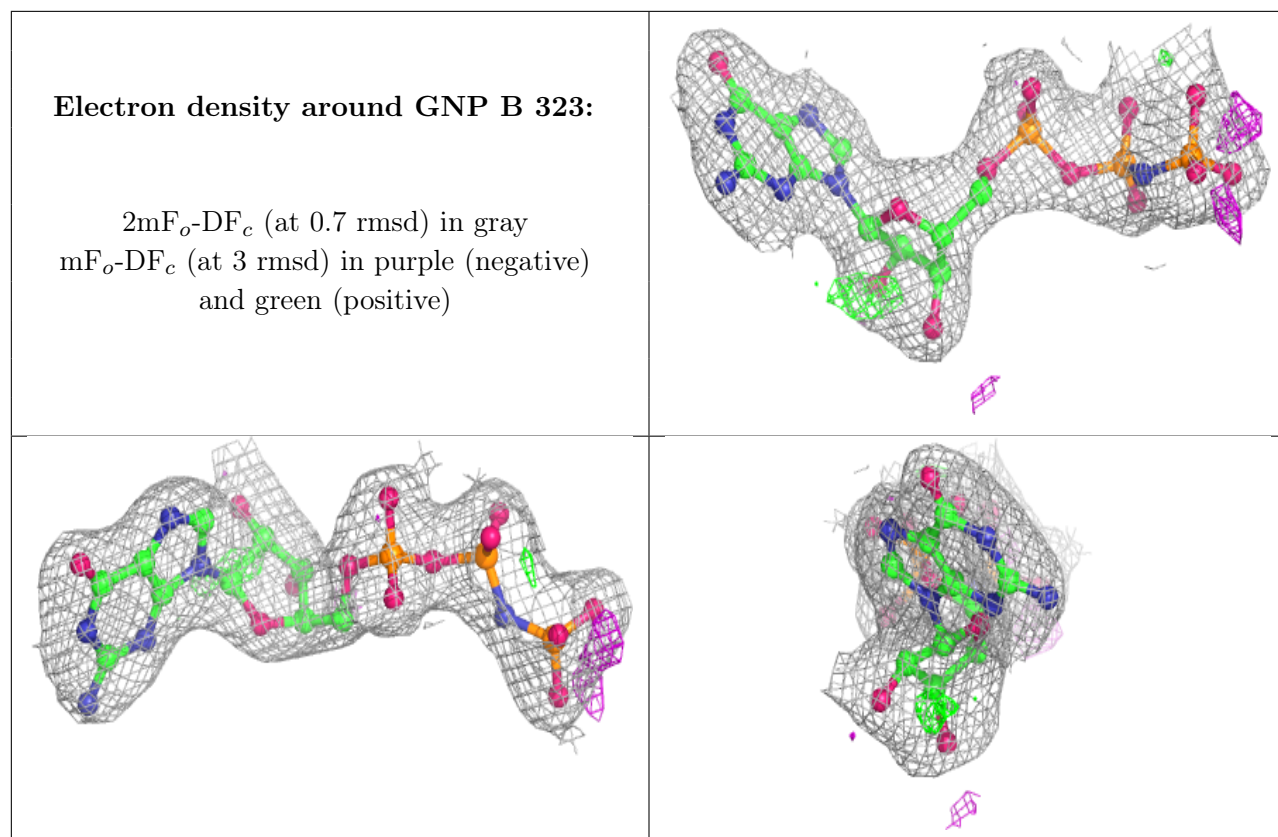 Electron density around GNP B 323:
2mFo-DFc (at 0.7 rmsd) in gray
mFo-DFc (at 3 rmsd) in purple (negative)
and green (positive)